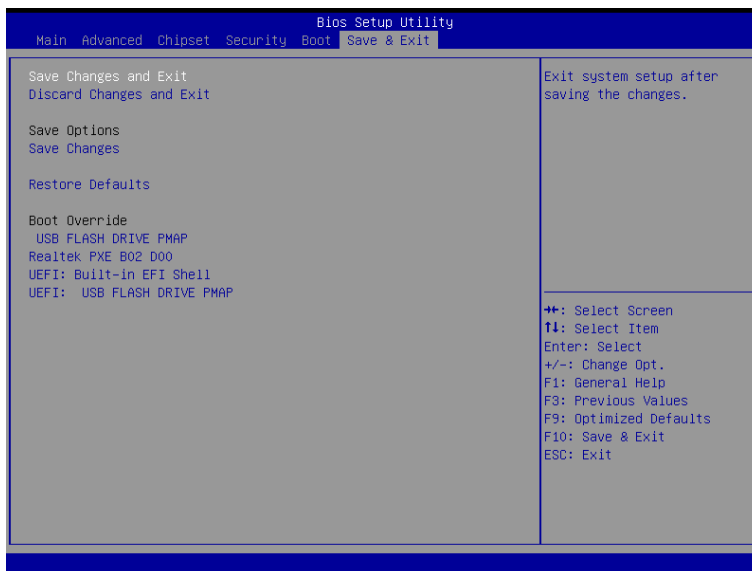 Bios Setup Utility
Main Advanced Chipset Security Boot Save & Exit
Save Changes and Exit
Discard Changes and Exit
Save Options
Save Changes
Restore Defaults
Boot Override
USB FLASH DRIVE PMAP
Realtek PXE B02 D00
UEFI: Built-in EFI Shell
UEFI: USB FLASH DRIVE PMAP
Exit system setup after
saving the changes.
→←: Select Screen
↑↓: Select Item
Enter: Select
+/-: Change Opt.
F1: General Help
F3: Previous Values
F9: Optimized Defaults
F10: Save & Exit
ESC: Exit